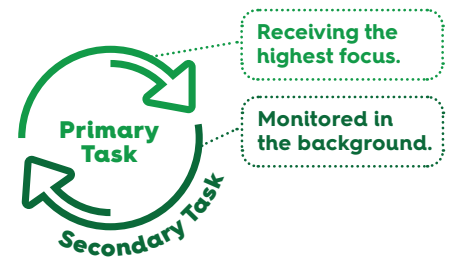 Receiving the
highest focus.
Primary
Task
Monitored in
the background.
Secondary Task